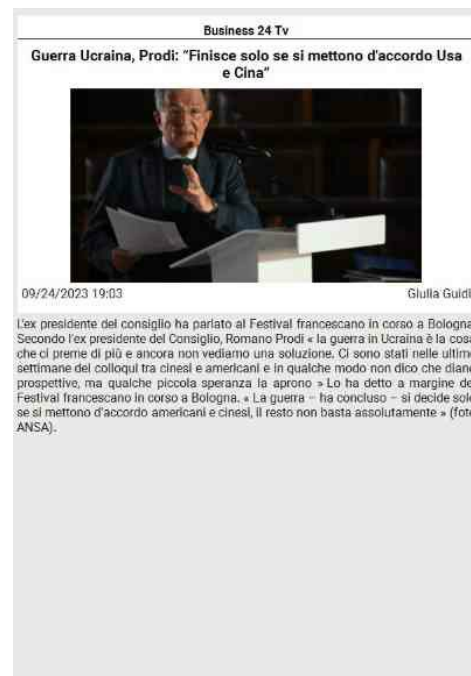 Business 24 Tv
Guerra Ucraina, Prodi: “Finisce solo se si mettono d’accordo Usa
e Cina”
09/24/2023 19:03
Giulia Guidi
L’ex presidente del consiglio ha parlato al Festival francescano in corso a Bologna
Secondo l’ex presidente del Consiglio, Romano Prodi « la guerra in Ucraina è la cosa
che ci preme di più e ancora non vediamo una soluzione. Ci sono stati nelle ultime
settimane dei colloqui tra cinesi e americani e in qualche modo non dico che diano
prospettive, ma qualche piccola speranza la aprono » Lo ha detto a margine de
Festival francescano in corso a Bologna. « La guerra – ha concluso – si decide solo
se si mettono d’accordo americani e cinesi, il resto non basta assolutamente » (foto
ANSA).